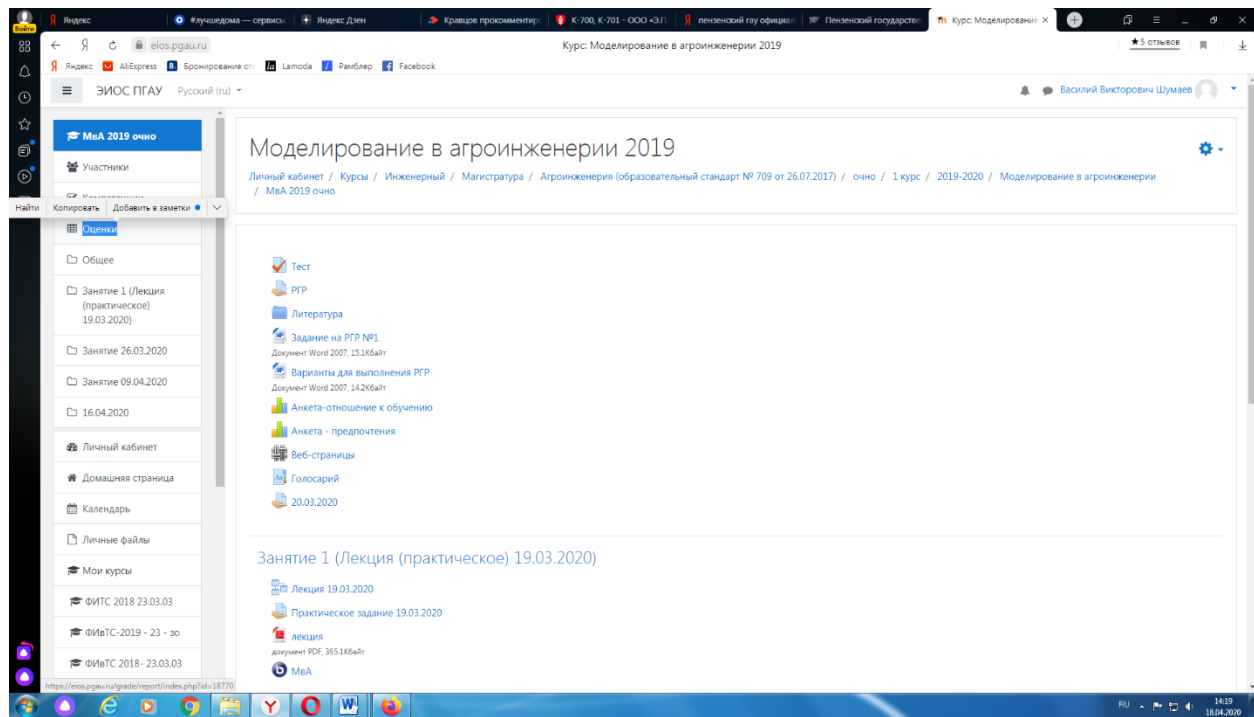 Войти
Яндекс
#лучшедома — сервисы
Яндекс.Дзен
Кравцов прокомментиро
К-700, К-701 - ООО «ЭЛ
пензенский гау официал
Пензенский государстве
Курс: Моделирование
eios.pgau.ru
Курс: Моделирование в агроинженерии 2019
★5 отзывов
Яндекс AliExpress Бронирование от Lamoda Рамблер Facebook
ЭИОС ПГАУ Русский (ru)
Василий Викторович Шумаев
МвА 2019 очно
Участники
Найти Копировать Добавить в заметки
Оценки
Общее
Занятие 1 (Лекция
(практическое)
19.03.2020)
Занятие 26.03.2020
Занятие 09.04.2020
16.04.2020
Личный кабинет
Домашняя страница
Календарь
Личные файлы
Мои курсы
ФИТС 2018 23.03.03
ФИвТС-2019 - 23 - зо
ФИвТС 2018- 23.03.03
https://eios.pgau.ru/grade/report/index.php?id=18770
Моделирование в агроинженерии 2019
Личный кабинет / Курсы / Инженерный / Магистратура / Агроинженерия (образовательный стандарт № 709 от 26.07.2017) / очно / 1 курс / 2019-2020 / Моделирование в агроинженерии
/ МвА 2019 очно
Тест
РГР
Литература
Задание на РГР №1
Документ Word 2007, 15.1Кбайт
Варианты для выполнения РГР
Документ Word 2007, 14.2Кбайт
Анкета-отношение к обучению
Анкета - предпочтения
Веб-страницы
Голосарий
20.03.2020
Занятие 1 (Лекция (практическое) 19.03.2020)
Лекция 19.03.2020
Практическое задание 19.03.2020
лекция
документ PDF, 365.1Кбайт
МвА
RU
14:19
18.04.2020